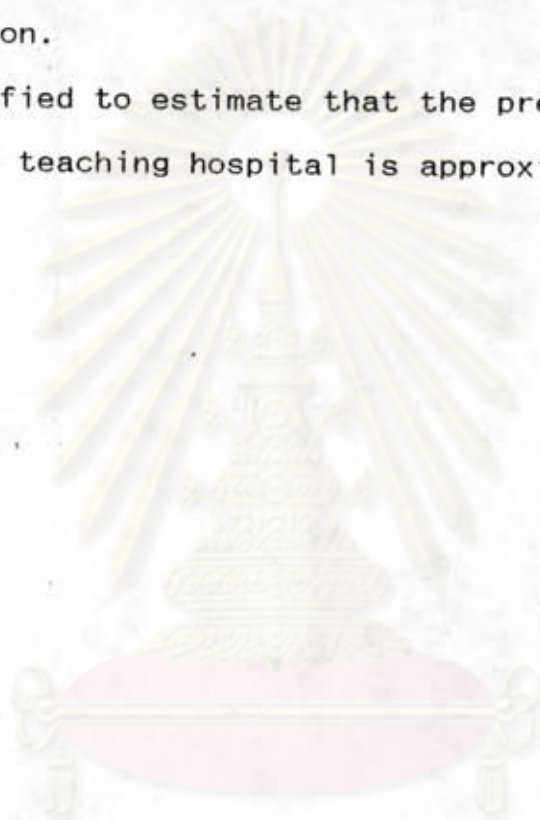 on.
fied to estimate that the pre
teaching hospital is approx